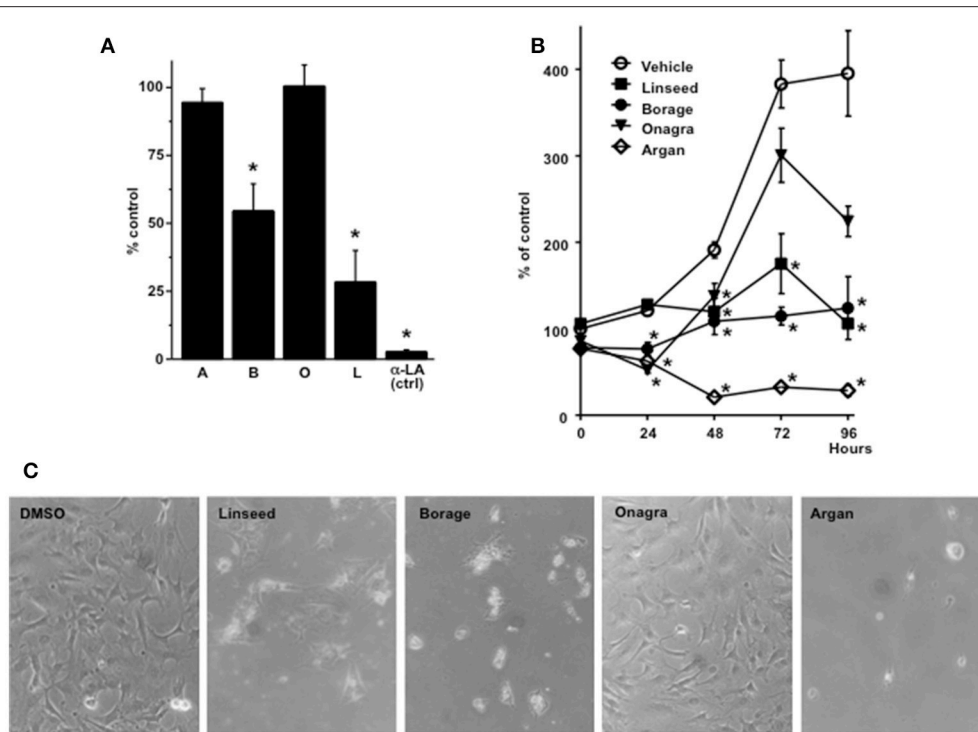 A
% control
100
75
50
25
0
*
*
*
A B O L α-LA
(ctrl)
B
% of control
400
300
200
100
0
Vehicle
Linseed
Borage
Onagra
Argan
*
*
*
*
*
*
*
*
*
*
*
*
*
0 24 48 72 96
Hours
C
DMSO Linseed Borage Onagra Argan